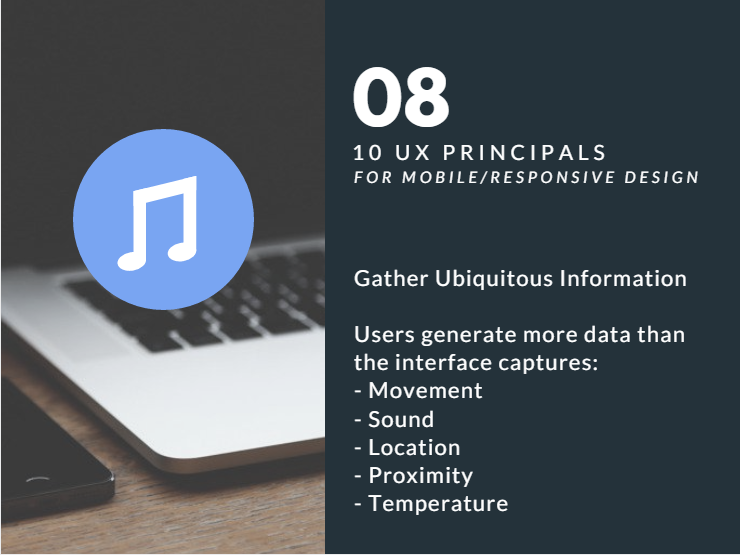 08
10 UX PRINCIPALS
FOR MOBILE/RESPONSIVE DESIGN
Gather Ubiquitous Information
Users generate more data than
the interface captures:
- Movement
- Sound
- Location
- Proximity
- Temperature